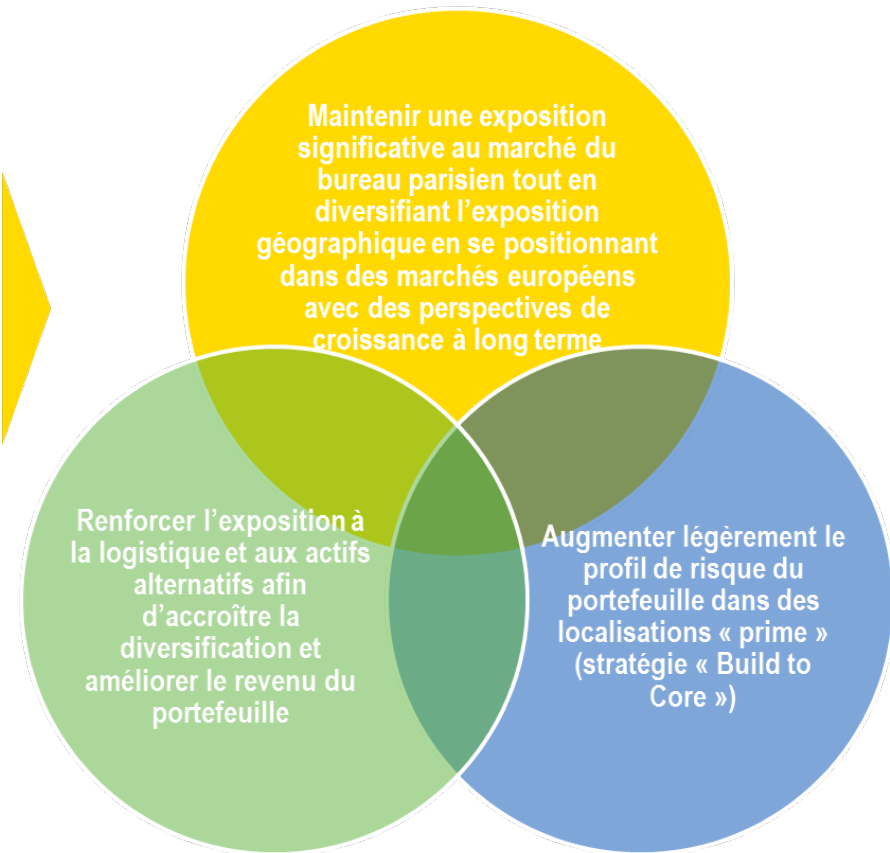 Maintenir une exposition
significative au marché du
bureau parisien tout en
diversifiant l’exposition
géographique en se positionnant
dans des marchés européens
avec des perspectives de
croissance à long terme
Renforcer l’exposition à
la logistique et aux actifs
alternatifs afin
d’accroître la
diversification et
améliorer le revenu du
portefeuille
Augmenter légèrement le
profil de risque du
portefeuille dans des
localisations « prime »
(stratégie « Build to
Core »)